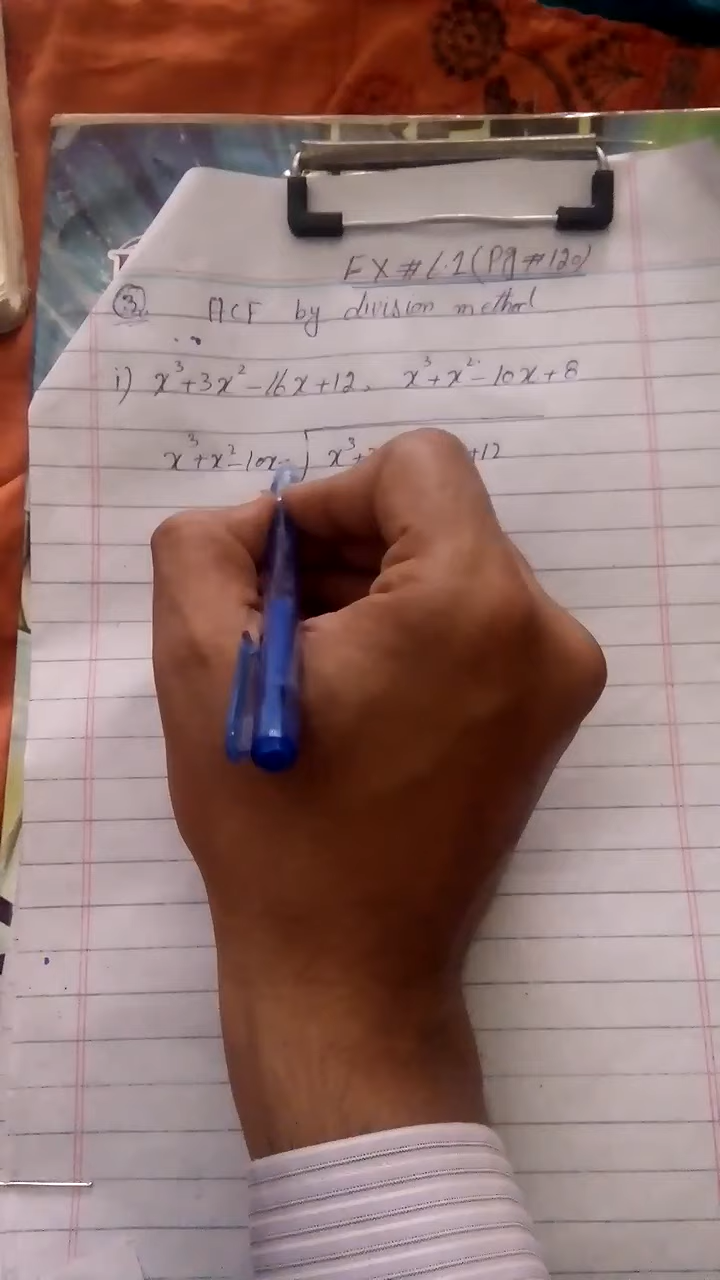 EX # 6.1 (Pg # 120)
3. HCF by division method
i) x³+3x²-16x+12, x³+x²-10x+8
x³+x²-10x x³+ +12